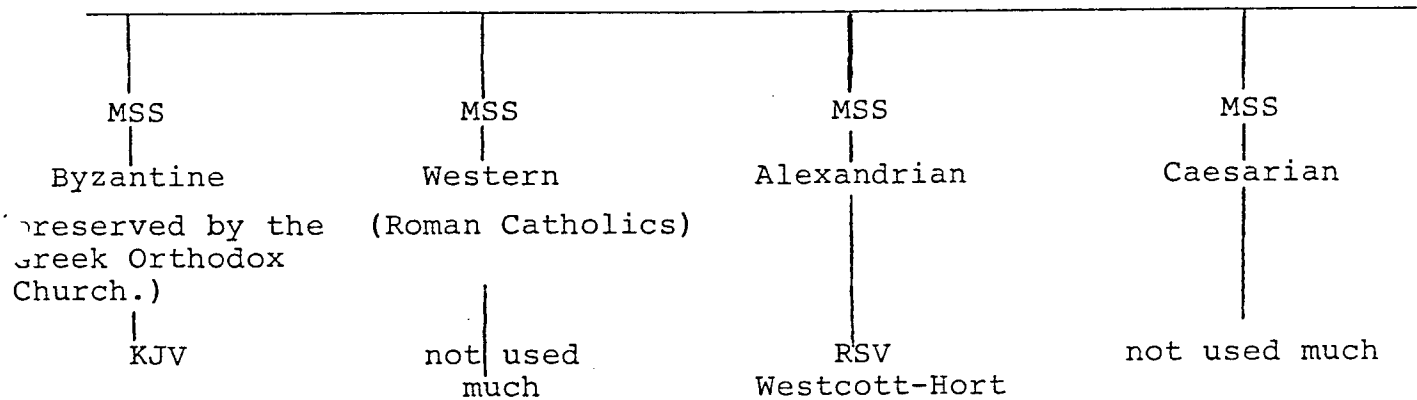 MSS MSS MSS MSS
Byzantine Western Alexandrian Caesarian
preserved by the (Roman Catholics)
Greek Orthodox
Church.)
KJV not used RSV not used much
much Westcott-Hort